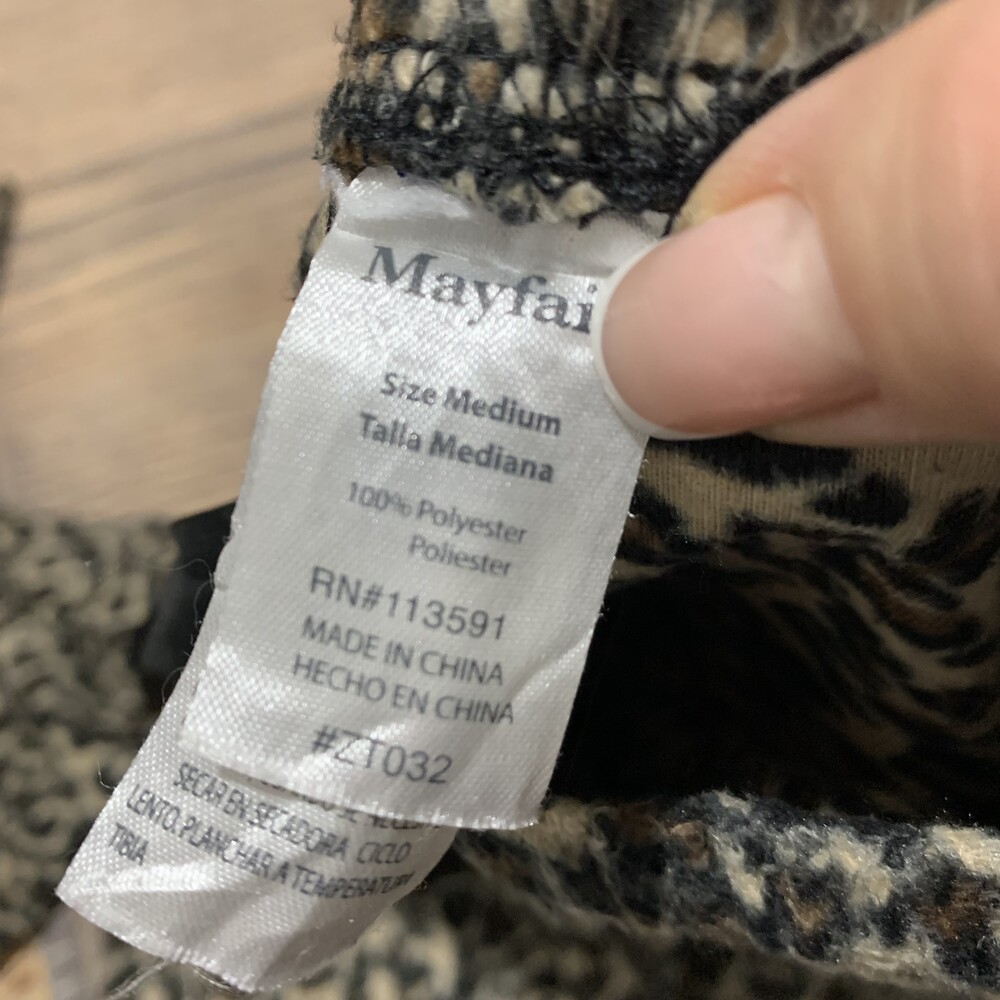 Mayfai
Size Medium
Talla Mediana
100% Polyester
Poliester
RN#113591
MADE IN CHINA
HECHO EN CHINA
#ZT032
SECAR EN SECADORA CICLO
LENTO. PLANCHAR A TEMPERATURA
TIBIA